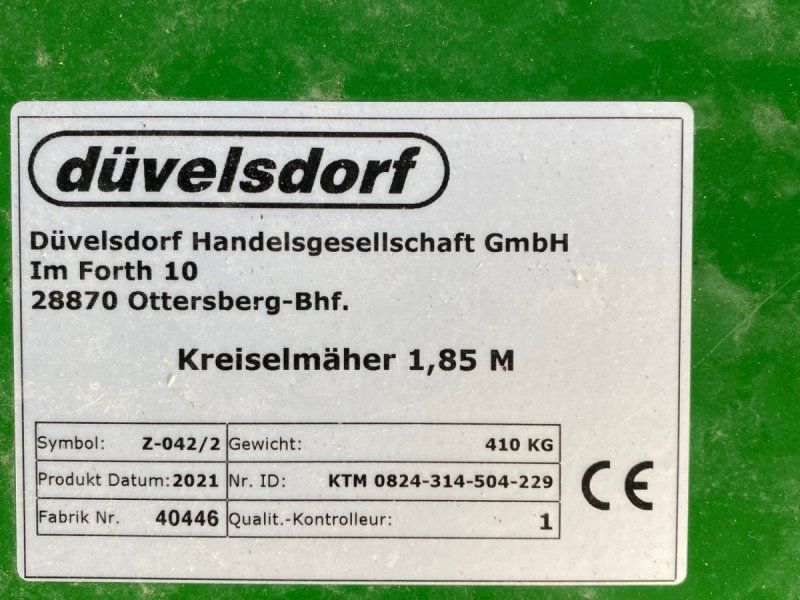 düvelsdorf
Düvelsdorf Handelsgesellschaft GmbH
Im Forth 10
28870 Ottersberg-Bhf.
Kreiselmäher 1,85 M
Symbol: Z-042/2 Gewicht: 410 KG
Produkt Datum: 2021 Nr. ID: KTM 0824-314-504-229
Fabrik Nr. 40446 Qualit.-Kontrolleur: 1
CE